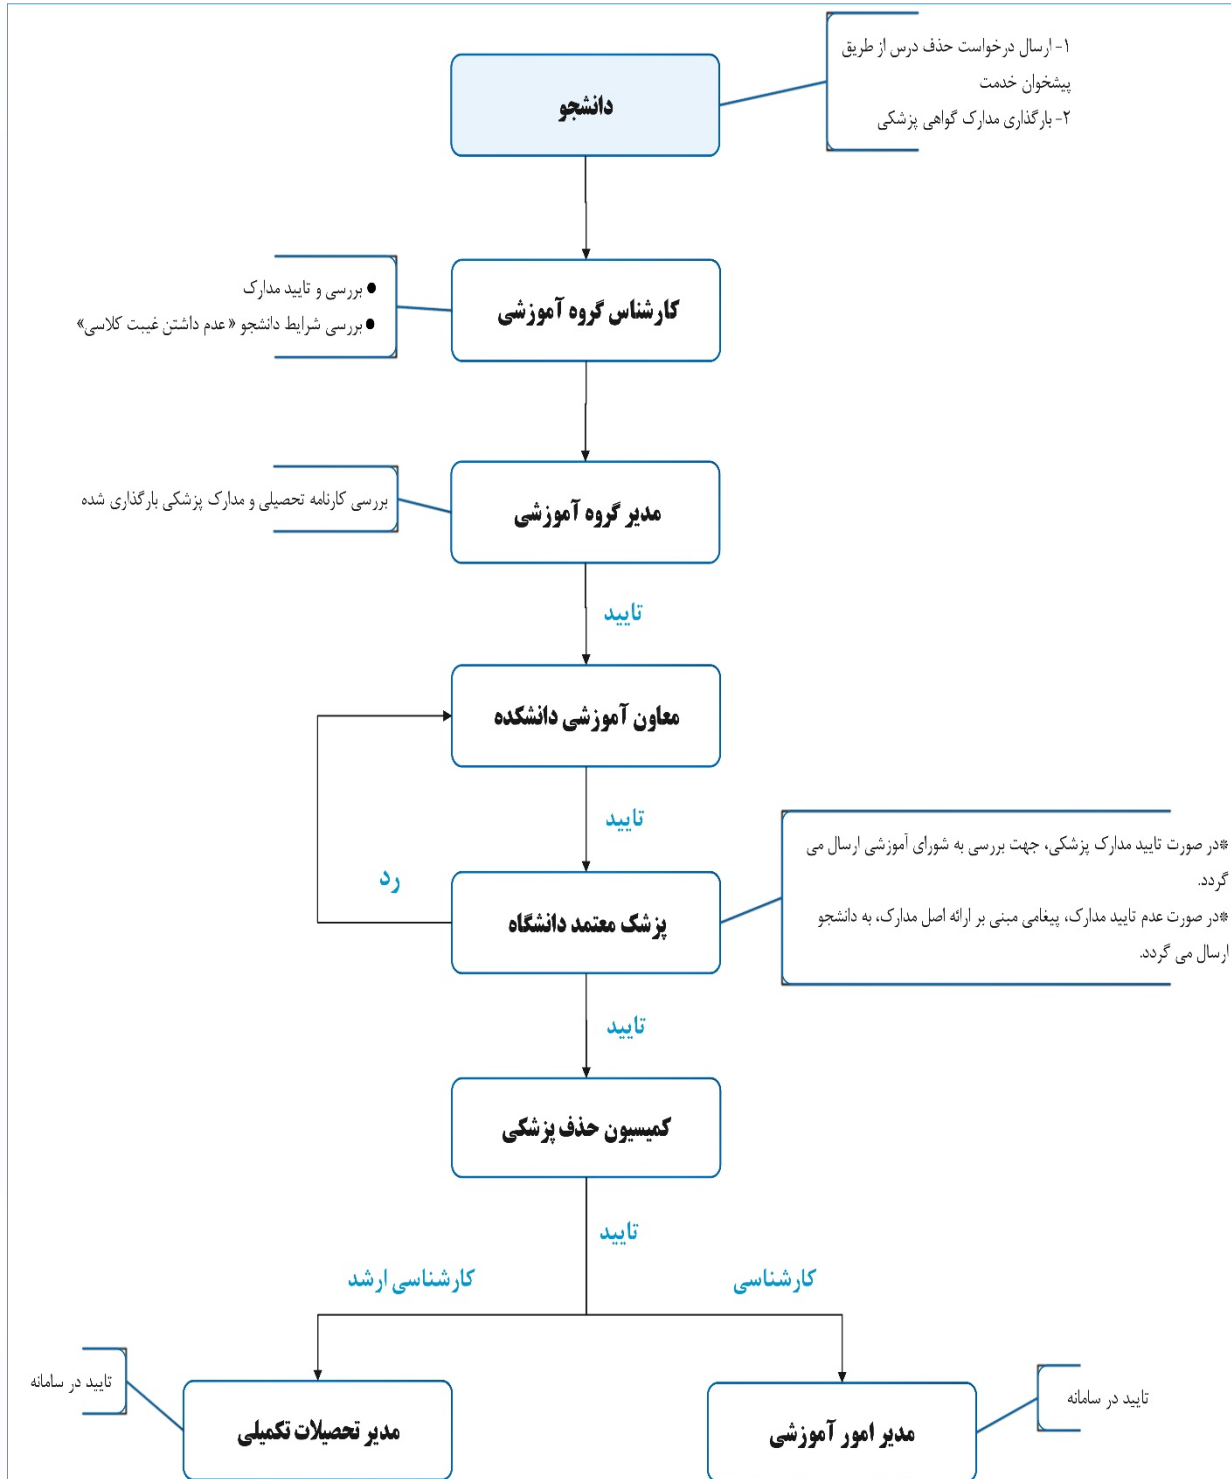 ۱- ارسال درخواست حذف درس از طریق
پیشخوان خدمت
۲- بارگذاری مدارک گواهی پزشکی
دانشجو
● بررسی و تایید مدارک
● بررسی شرایط دانشجو «عدم داشتن غیبت کلاسی»
کارشناس گروه آموزشی
بررسی کارنامه تحصیلی و مدارک پزشکی بارگذاری شده
مدیر گروه آموزشی
تایید
معاون آموزشی دانشکده
تایید
رد
*در صورت تایید مدارک پزشکی، جهت بررسی به شورای آموزشی ارسال می
گردد.
*در صورت عدم تایید مدارک، پیغامی مبنی بر ارائه اصل مدارک، به دانشجو
ارسال می گردد.
پزشک معتمد دانشگاه
تایید
کمیسیون حذف پزشکی
تایید
کارشناسی
کارشناسی ارشد
تایید در سامانه
مدیر امور آموزشی
مدیر تحصیلات تکمیلی
تایید در سامانه